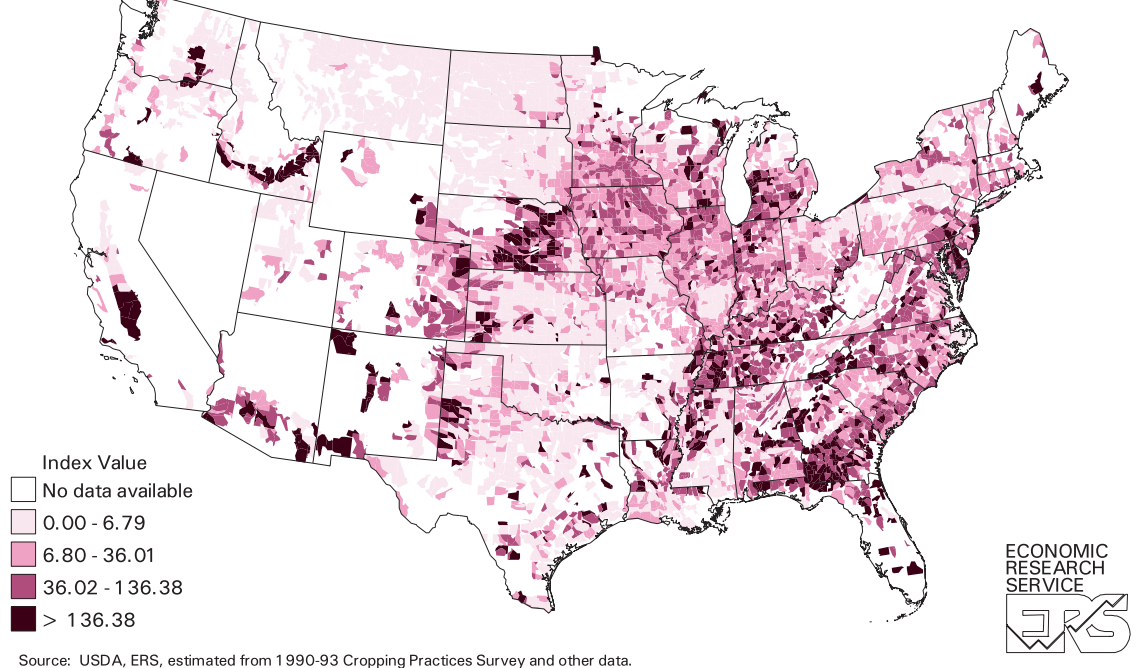 Index Value
No data available
0.00 - 6.79
6.80 - 36.01
36.02 - 136.38
> 136.38
ECONOMIC
RESEARCH
SERVICE
ERS
Source: USDA, ERS, estimated from 1990-93 Cropping Practices Survey and other data.